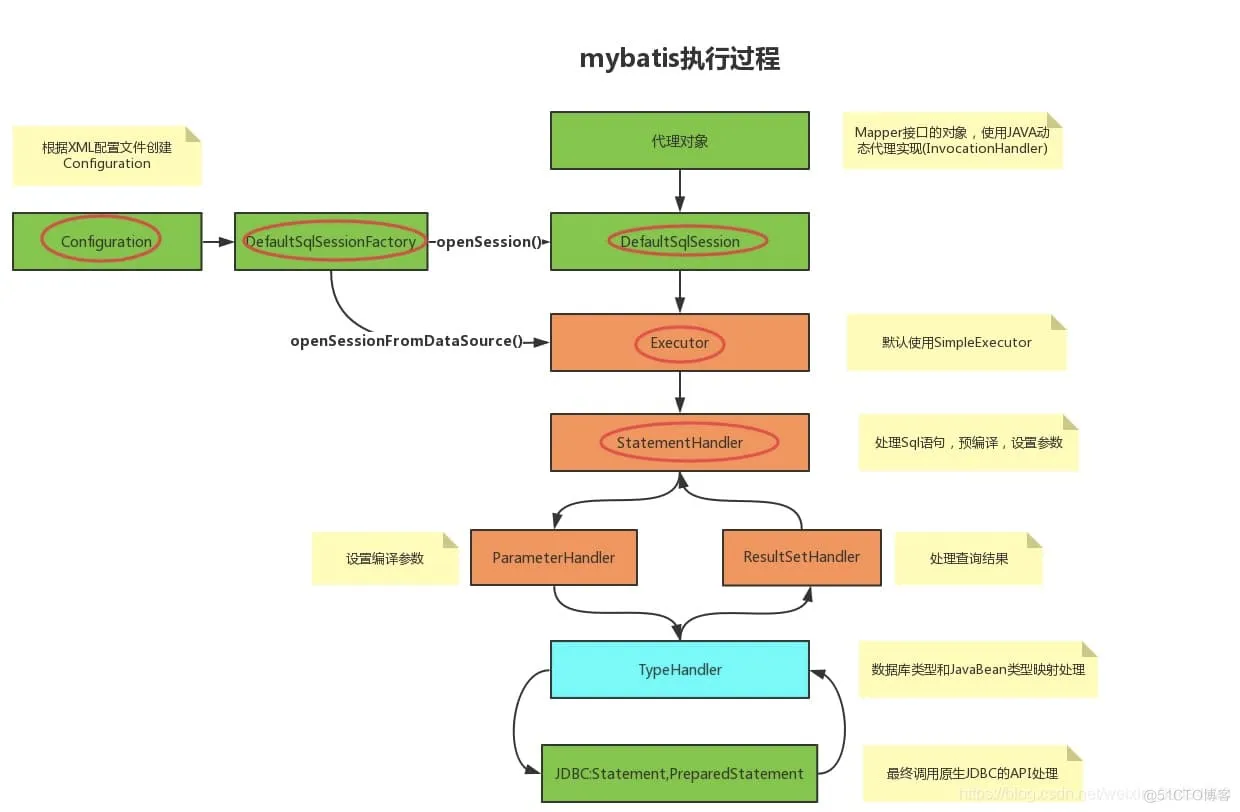 mybatis执行过程
根据XML配置文件创建
Configuration
代理对象
Mapper接口的对象，使用JAVA动
态代理实现(InvocationHandler)
Configuration
DefaultSqlSessionFactory
openSession()
DefaultSqlSession
openSessionFromDataSource()
Executor
默认使用SimpleExecutor
StatementHandler
处理Sql语句，预编译，设置参数
设置编译参数
ParameterHandler
ResultSetHandler
处理查询结果
TypeHandler
数据库类型和JavaBean类型映射处理
JDBC:Statement,PreparedStatement
最终调用原生JDBC的API处理
https://blog.csdn.net/weixin
@51CTO博客